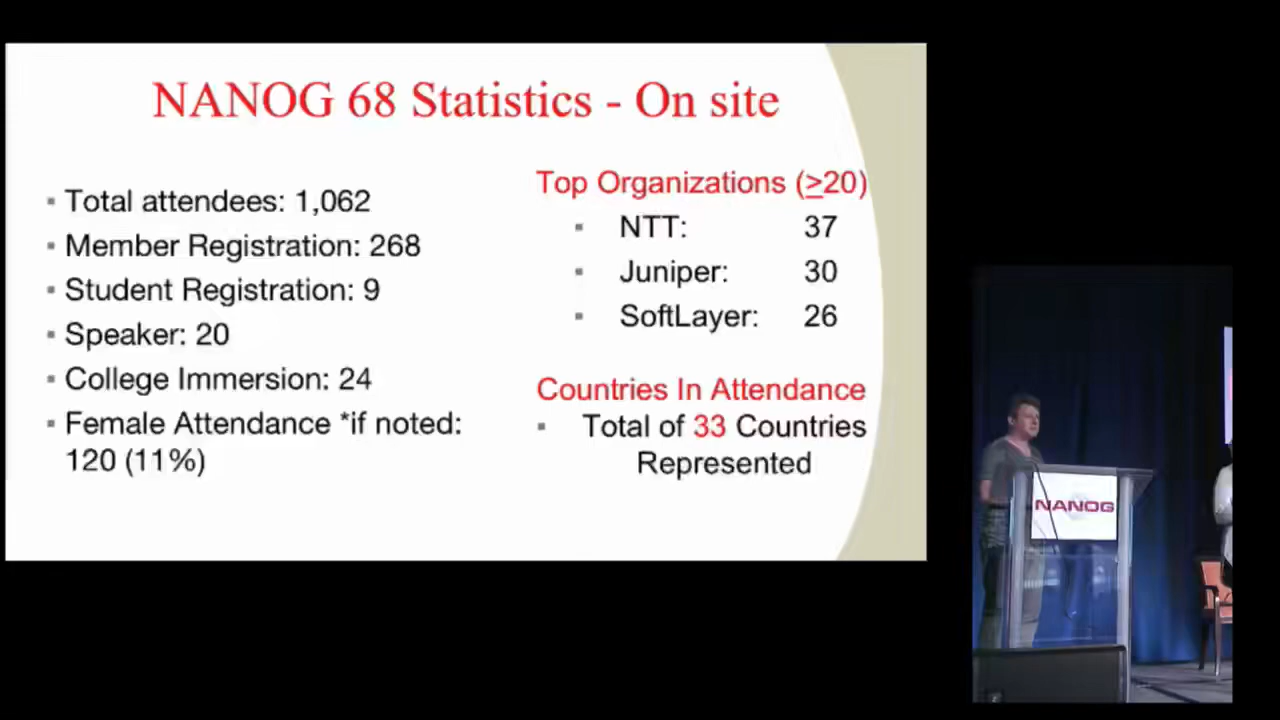 NANOG 68 Statistics - On site
▪ Total attendees: 1,062
▪ Member Registration: 268
▪ Student Registration: 9
▪ Speaker: 20
▪ College Immersion: 24
▪ Female Attendance *if noted:
120 (11%)
Top Organizations (≥20)
▪ NTT: 37
▪ Juniper: 30
▪ SoftLayer: 26
Countries In Attendance
▪ Total of 33 Countries
Represented
NANOG